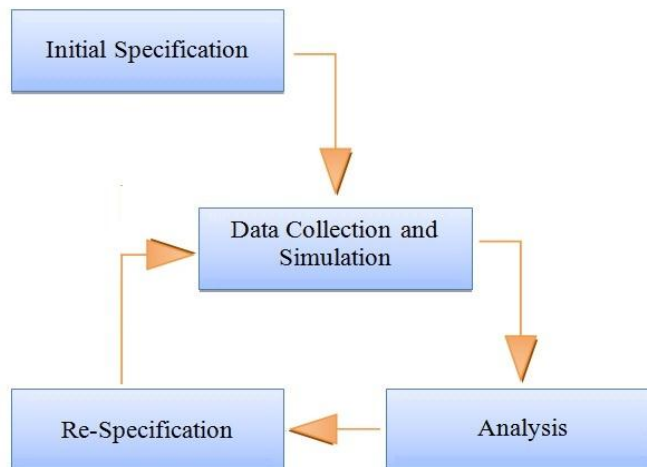 Initial Specification
Data Collection and
Simulation
Re-Specification
Analysis